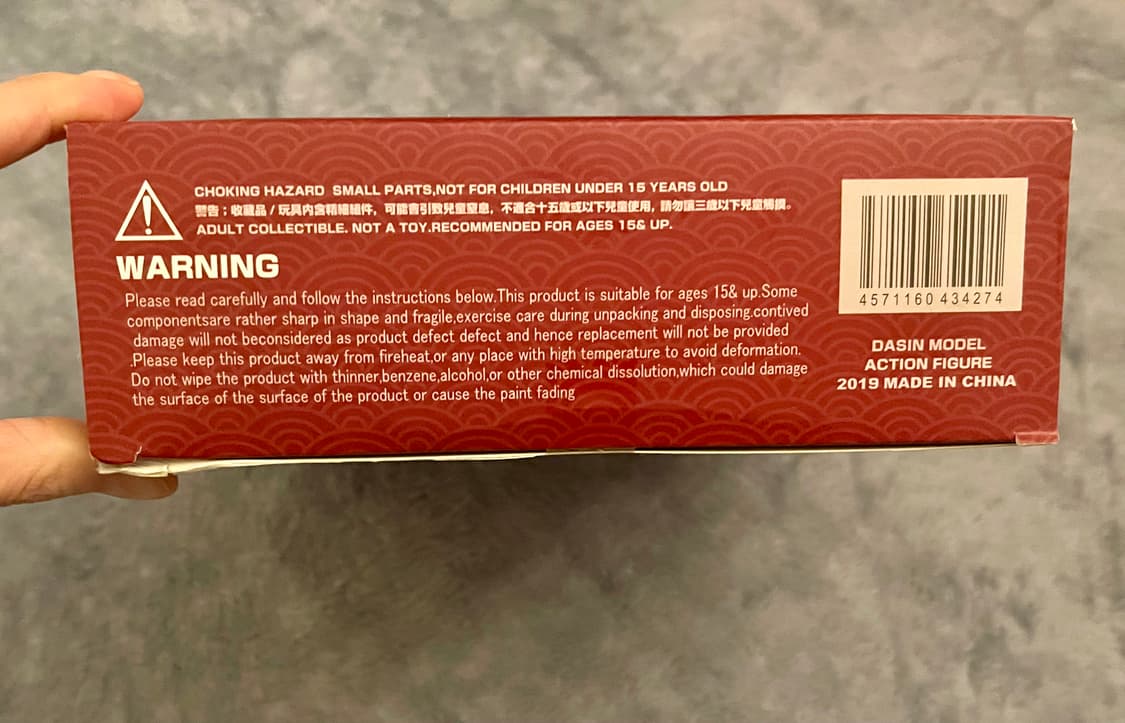 CHOKING HAZARD SMALL PARTS,NOT FOR CHILDREN UNDER 15 YEARS OLD
警告：收藏品/玩具内含精細組件，可能會引致兒童窒息，不適合十五歲或以下兒童使用，請勿讓三歲以下兒童觸摸。
ADULT COLLECTIBLE. NOT A TOY.RECOMMENDED FOR AGES 15& UP.
WARNING
Please read carefully and follow the instructions below.This product is suitable for ages 15& up.Some
componentsare rather sharp in shape and fragile.exercise care during unpacking and disposing.contived
damage will not beconsidered as product defect defect and hence replacement will not be provided
.Please keep this product away from fireheat,or any place with high temperature to avoid deformation.
Do not wipe the product with thinner,benzene,alcohol,or other chemical dissolution,which could damage
the surface of the surface of the product or cause the paint fading
4571160 434274
DASIN MODEL
ACTION FIGURE
2019 MADE IN CHINA